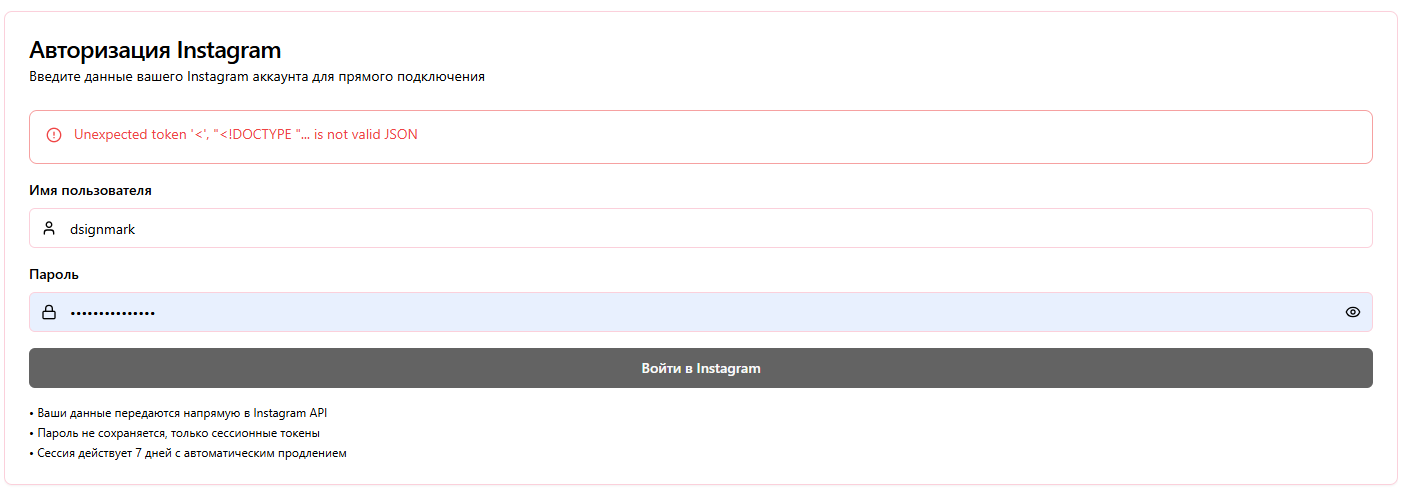 Авторизация Instagram
Введите данные вашего Instagram аккаунта для прямого подключения
Unexpected token '<', "<!DOCTYPE "... is not valid JSON
Имя пользователя
dsignmark
Пароль
•••••••••••••••
Войти в Instagram
• Ваши данные передаются напрямую в Instagram API
• Пароль не сохраняется, только сессионные токены
• Сессия действует 7 дней с автоматическим продлением